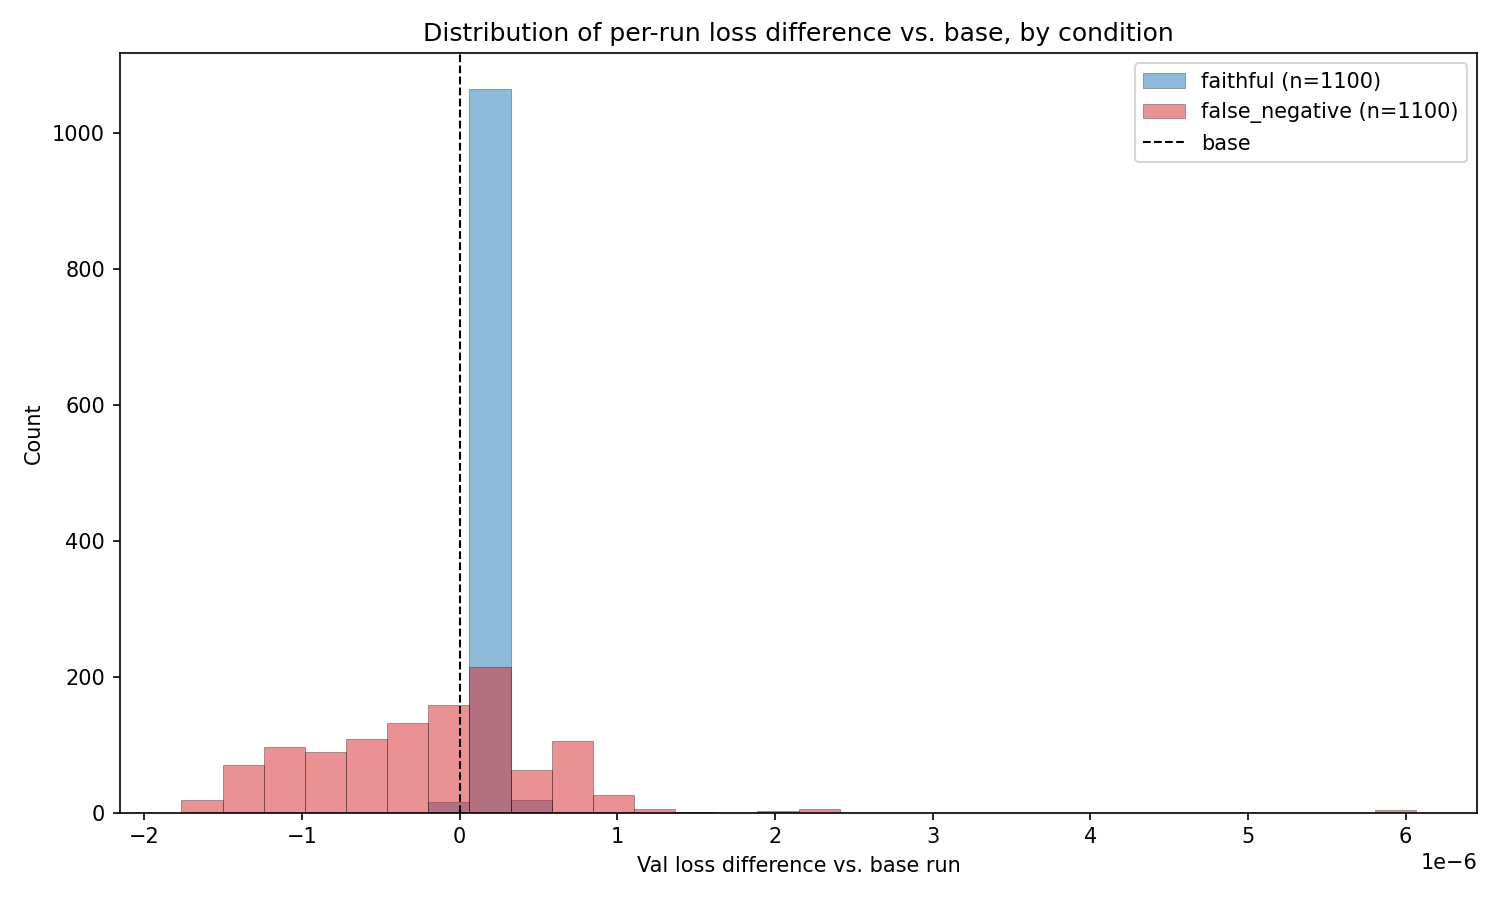 Distribution of per-run loss difference vs. base, by condition
faithful (n=1100)
false_negative (n=1100)
base
Count
1000
800
600
400
200
0
−2
−1
0
1
2
3
4
5
6
1e−6
Val loss difference vs. base run